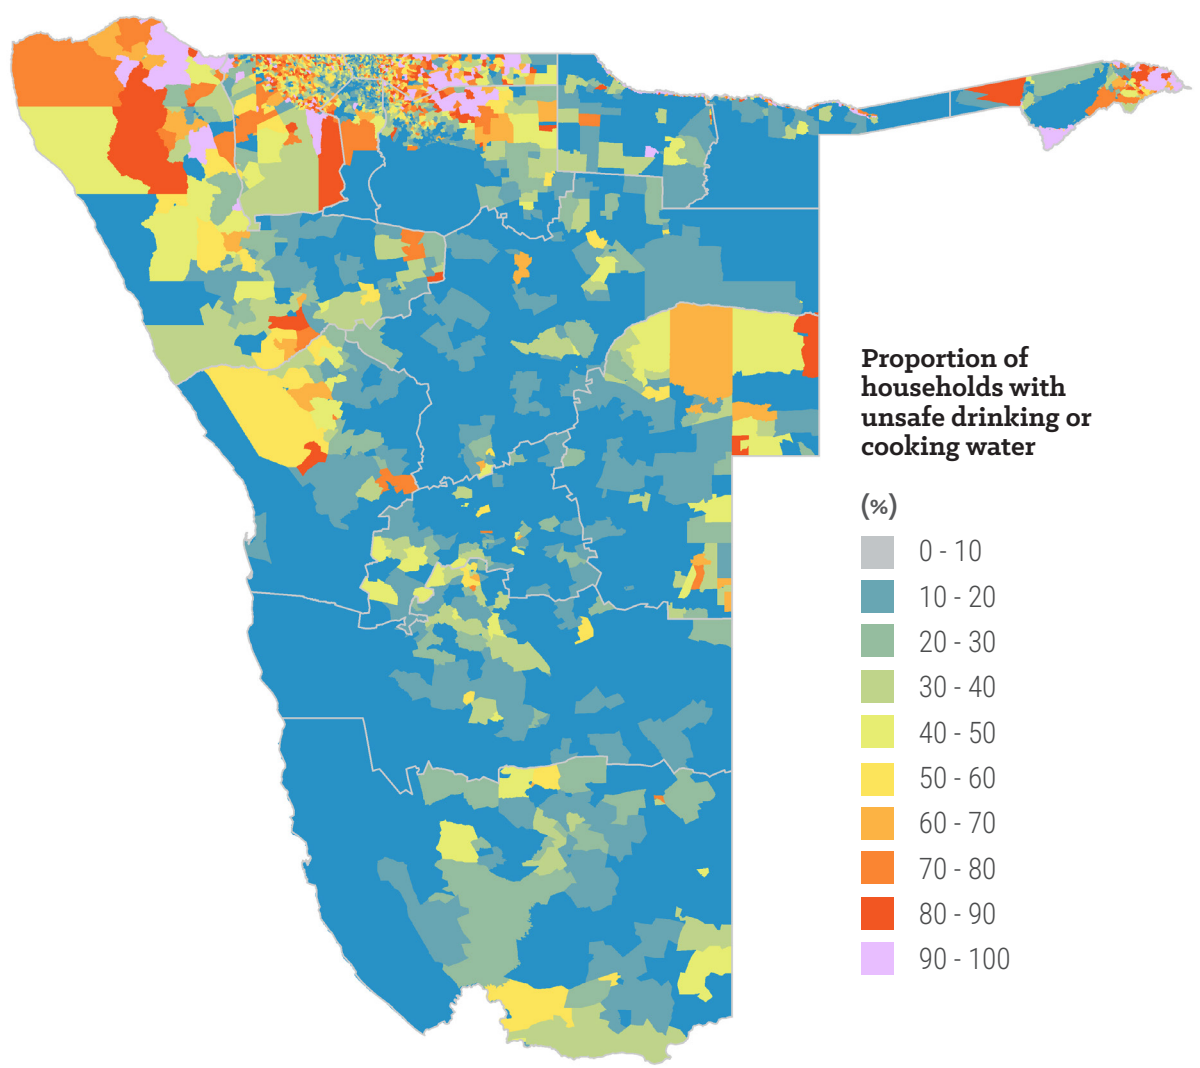 Proportion of
households with
unsafe drinking or
cooking water
(%)
0 - 10
10 - 20
20 - 30
30 - 40
40 - 50
50 - 60
60 - 70
70 - 80
80 - 90
90 - 100